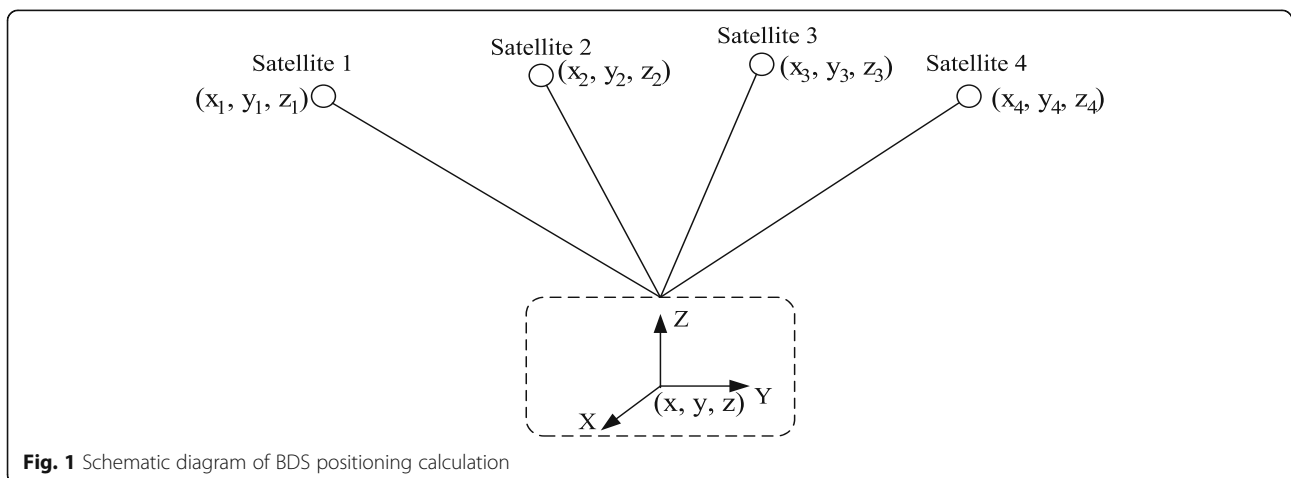 Satellite 1
(x₁, y₁, z₁)
Satellite 2
(x₂, y₂, z₂)
Satellite 3
(x₃, y₃, z₃)
Satellite 4
(x₄, y₄, z₄)
Z
(x, y, z)
Y
X
Fig. 1 Schematic diagram of BDS positioning calculation